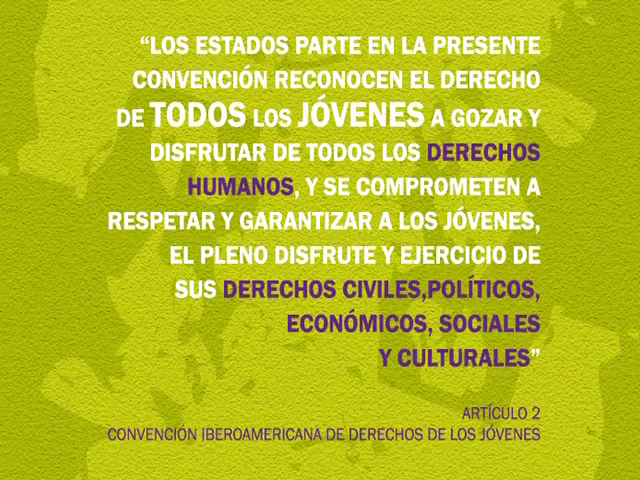 “LOS ESTADOS PARTE EN LA PRESENTE
CONVENCIÓN RECONOCEN EL DERECHO
DE TODOS LOS JÓVENES A GOZAR Y
DISFRUTAR DE TODOS LOS DERECHOS
HUMANOS, Y SE COMPROMETEN A
RESPETAR Y GARANTIZAR A LOS JÓVENES,
EL PLENO DISFRUTE Y EJERCICIO DE
SUS DERECHOS CIVILES,POLÍTICOS,
ECONÓMICOS, SOCIALES
Y CULTURALES”
ARTÍCULO 2
CONVENCIÓN IBEROAMERICANA DE DERECHOS DE LOS JÓVENES